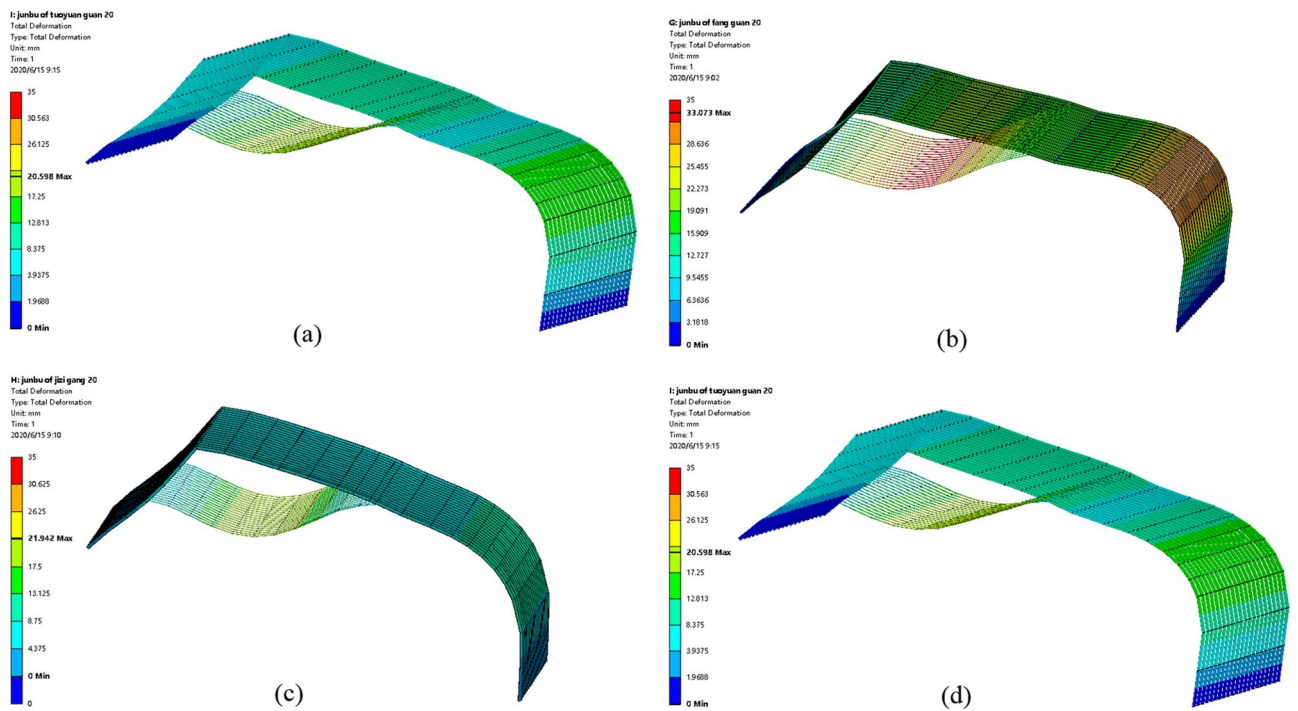 I: junbu of tuoyuan guan 20
Total Deformation
Type: Total Deformation
Unit: mm
Time: 1
2020/6/15 9:15
35
30.563
26.125
20.598 Max
17.25
12.813
8.375
3.9375
1.9688
0 Min
(a)
G: junbu of fang guan 20
Total Deformation
Type: Total Deformation
Unit: mm
Time: 1
2020/6/15 9:02
35
33.073 Max
28.636
25.455
22.273
19.091
15.909
12.727
9.5455
6.3636
3.1818
0 Min
(b)
H: junbu of jizi gang 20
Total Deformation
Type: Total Deformation
Unit: mm
Time: 1
2020/6/15 9:10
35
30.625
26.25
21.942 Max
17.5
13.125
8.75
4.375
0 Min
0
(c)
I: junbu of tuoyuan guan 20
Total Deformation
Type: Total Deformation
Unit: mm
Time: 1
2020/6/15 9:15
35
30.563
26.125
20.598 Max
17.25
12.813
8.375
3.9375
1.9688
0 Min
(d)